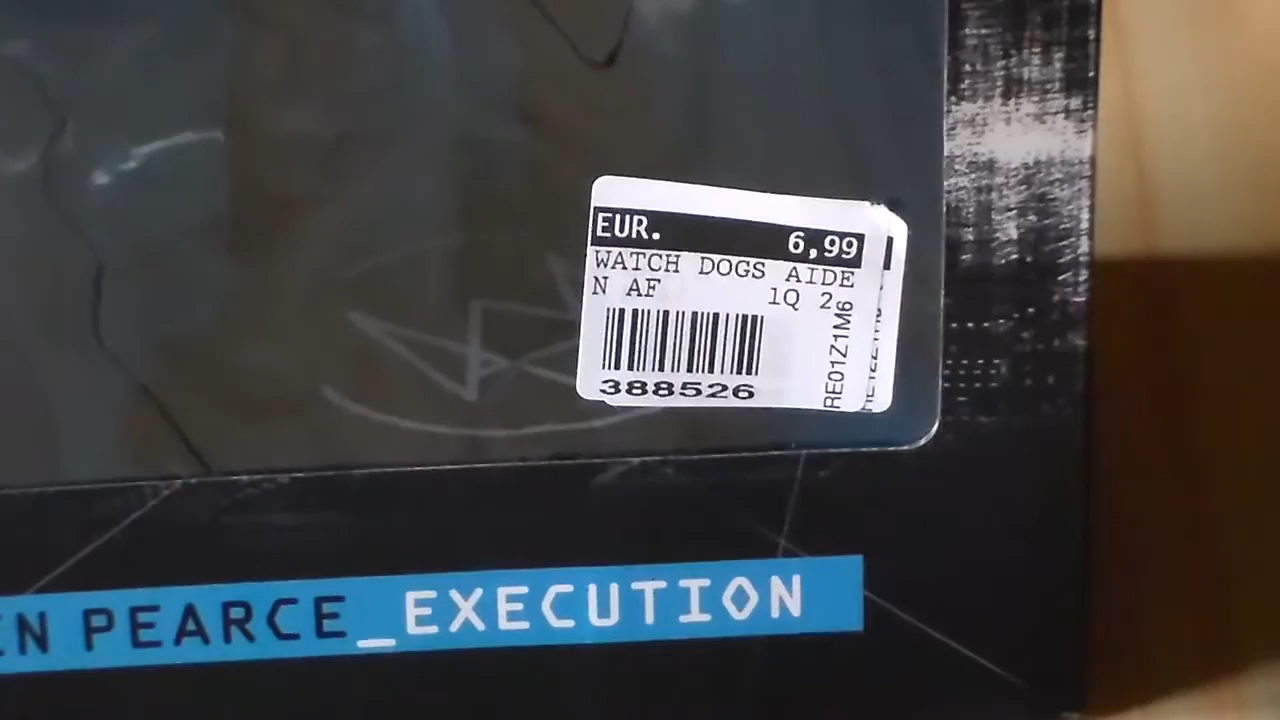 EUR. 6,99
WATCH DOGS AIDE
N AF 1Q 2
RE01Z1M6
388526
PEARCE_EXECUTION